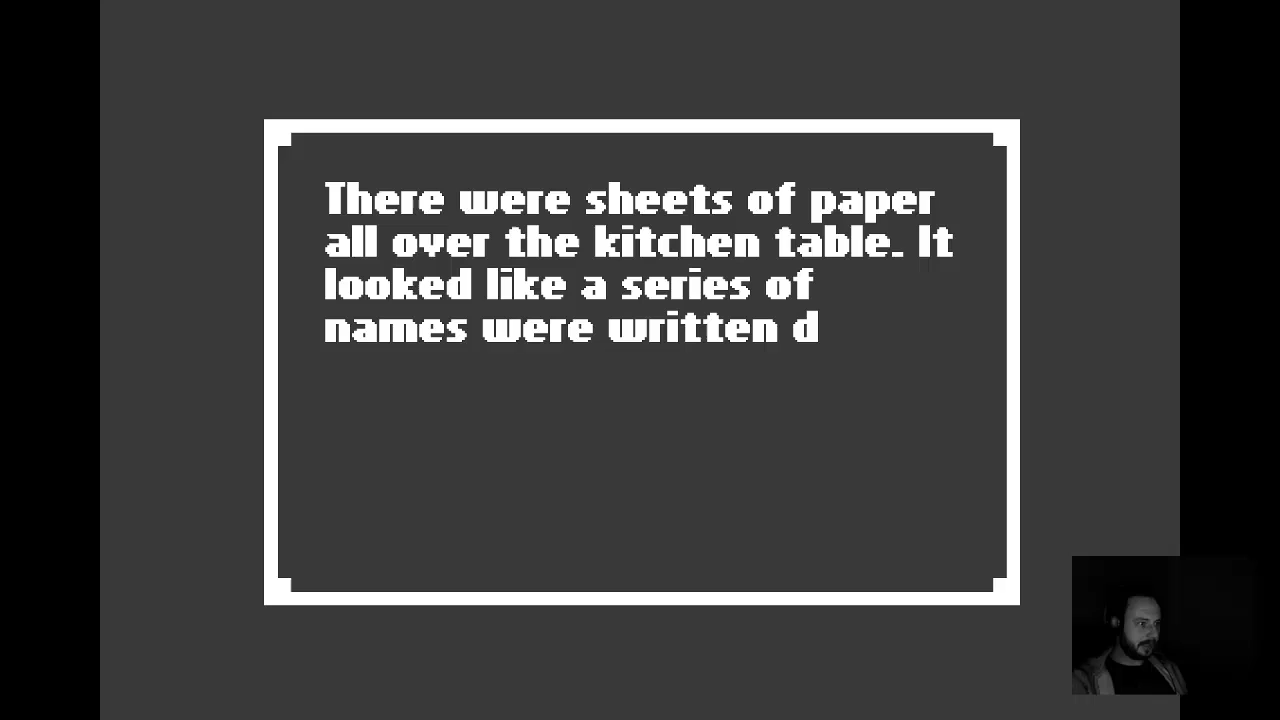 There were sheets of paper
all over the kitchen table. It
looked like a series of
names were written d